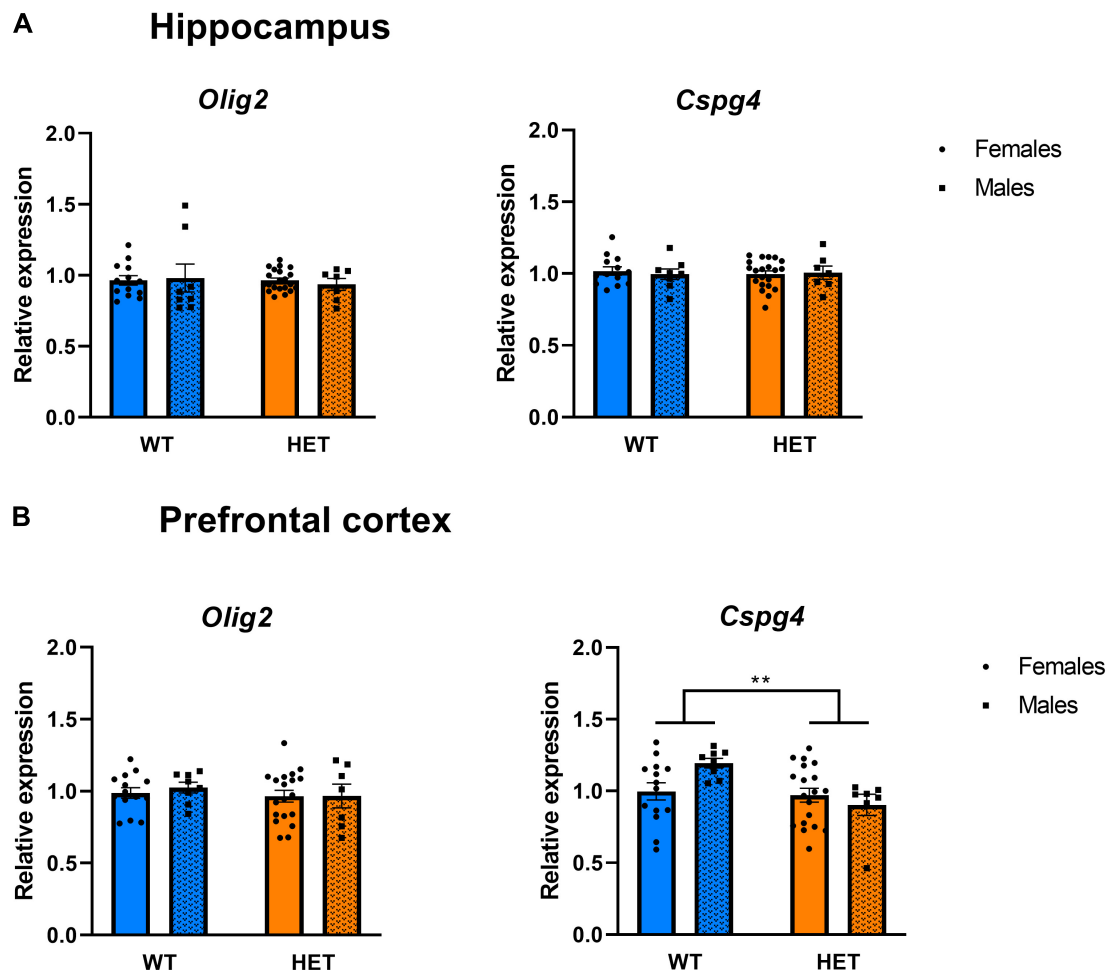 A Hippocampus
Olig2
Relative expression
2.0
1.5
1.0
0.5
0.0
WT HET
Cspg4
Relative expression
2.0
1.5
1.0
0.5
0.0
WT HET
Females
Males
B Prefrontal cortex
Olig2
Relative expression
2.0
1.5
1.0
0.5
0.0
WT HET
Cspg4
Relative expression
2.0
1.5
1.0
0.5
0.0
**
WT HET
Females
Males